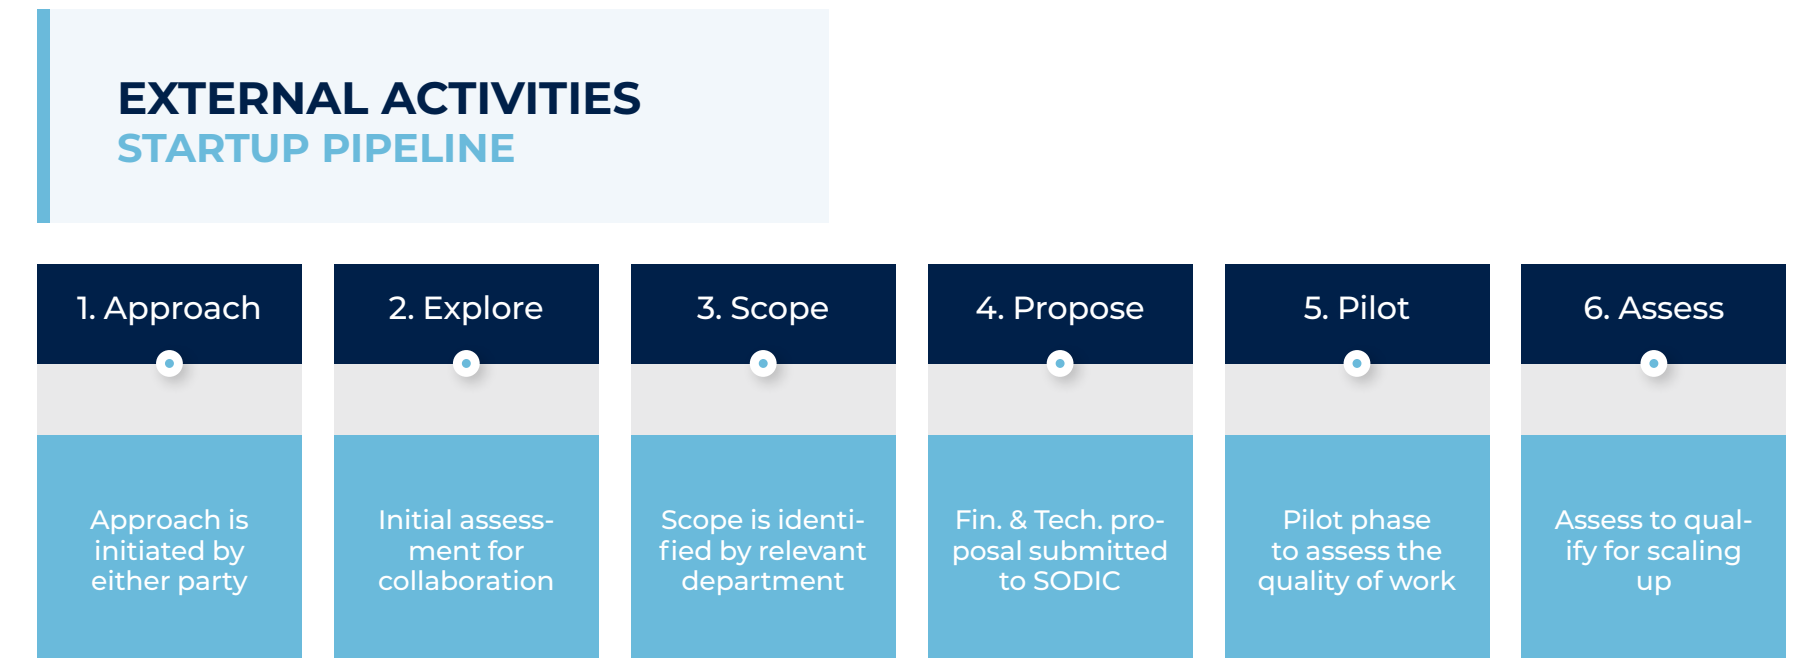 EXTERNAL ACTIVITIES
STARTUP PIPELINE
1. Approach
Approach is
initiated by
either party
2. Explore
Initial assess-
ment for
collaboration
3. Scope
Scope is identi-
fied by relevant
department
4. Propose
Fin. & Tech. pro-
posal submitted
to SODIC
5. Pilot
Pilot phase
to assess the
quality of work
6. Assess
Assess to qual-
ify for scaling
up